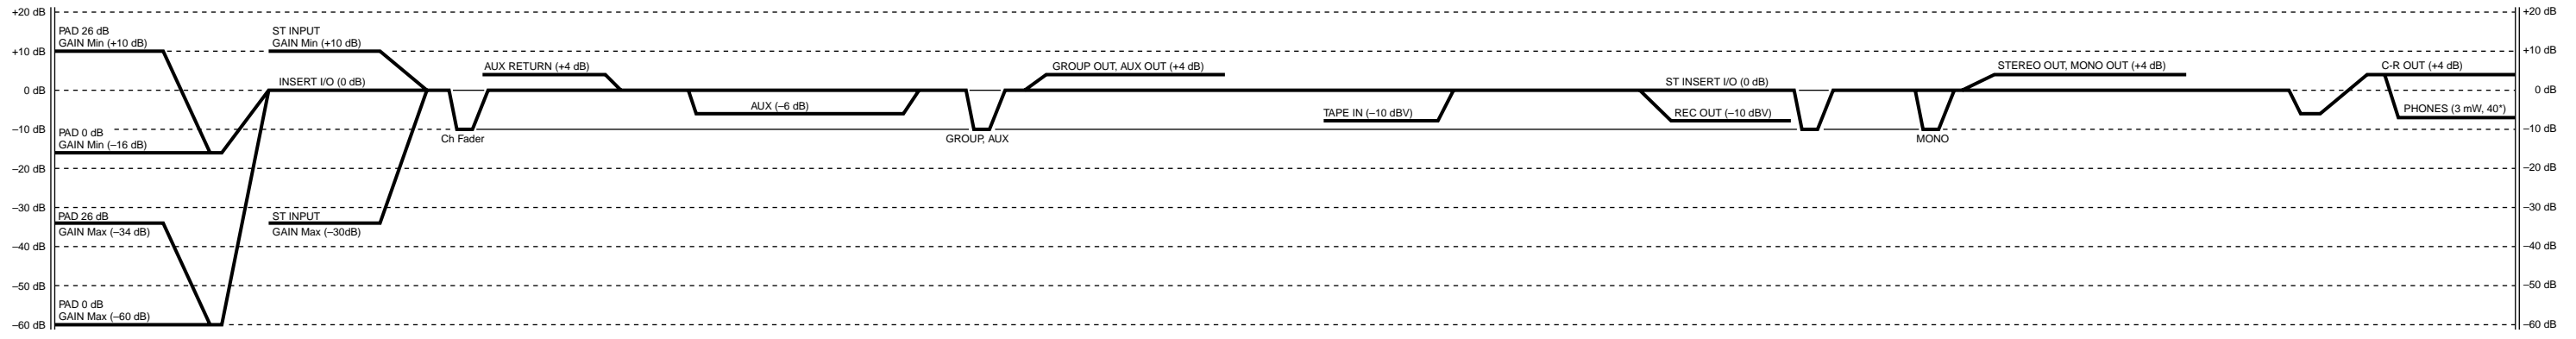 +20 dB
+10 dB
0 dB
–10 dB
–20 dB
–30 dB
–40 dB
–50 dB
–60 dB
PAD 26 dB
GAIN Min (+10 dB)
PAD 0 dB
GAIN Min (–16 dB)
PAD 26 dB
GAIN Max (–34 dB)
PAD 0 dB
GAIN Max (–60 dB)
ST INPUT
GAIN Min (+10 dB)
INSERT I/O (0 dB)
ST INPUT
GAIN Max (–30dB)
Ch Fader
AUX RETURN (+4 dB)
AUX (–6 dB)
GROUP, AUX
GROUP OUT, AUX OUT (+4 dB)
TAPE IN (–10 dBV)
ST INSERT I/O (0 dB)
REC OUT (–10 dBV)
MONO
STEREO OUT, MONO OUT (+4 dB)
C-R OUT (+4 dB)
PHONES (3 mW, 40*)
+20 dB
+10 dB
0 dB
–10 dB
–20 dB
–30 dB
–40 dB
–50 dB
–60 dB